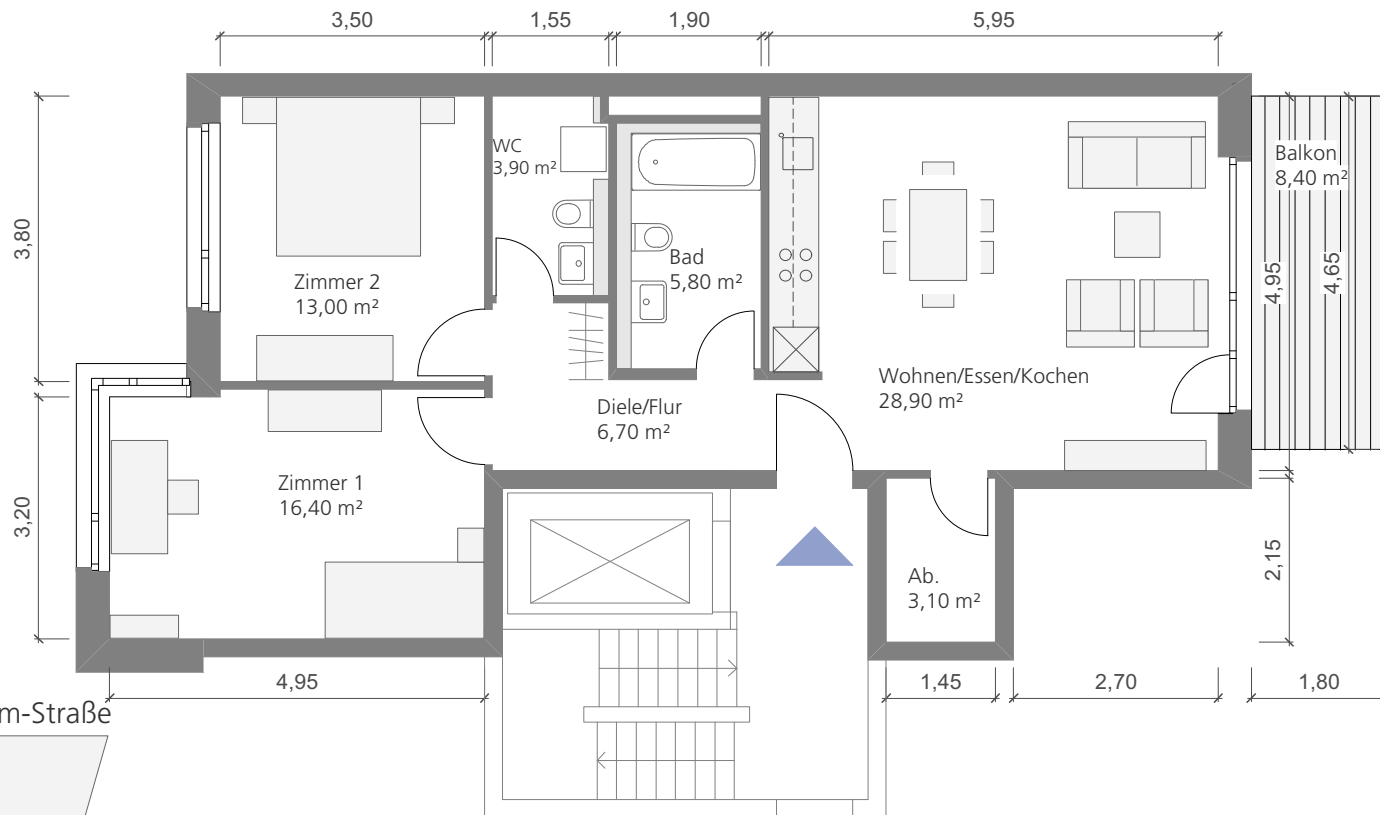 3,50
1,55
1,90
5,95
WC
3,90 m²
Balkon
8,40 m²
3,80
Bad
5,80 m²
Zimmer 2
13,00 m²
4,95
4,65
Wohnen/Essen/Kochen
28,90 m²
Diele/Flur
6,70 m²
Zimmer 1
16,40 m²
3,20
Ab.
3,10 m²
2,15
4,95
1,45
2,70
1,80
m-Straße